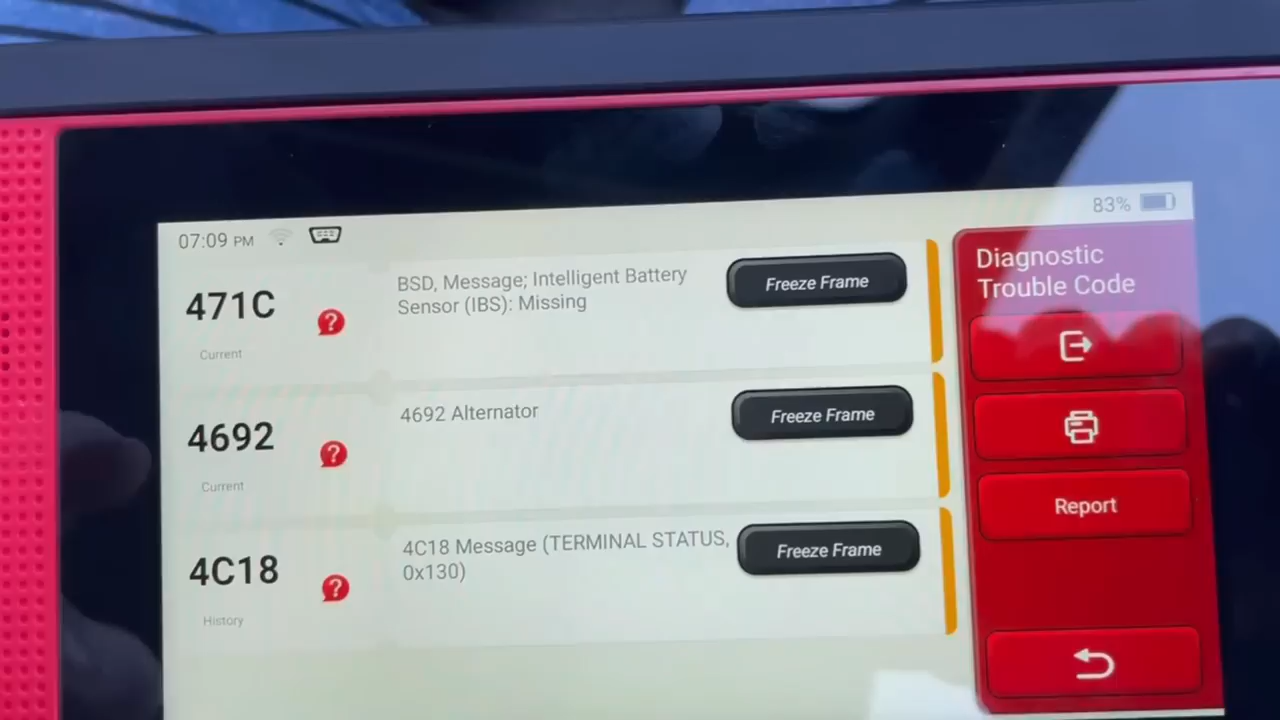 07:09 PM
83%
471C
Current
BSD, Message; Intelligent Battery
Sensor (IBS): Missing
Freeze Frame
4692
Current
4692 Alternator
Freeze Frame
4C18
History
4C18 Message (TERMINAL STATUS,
0x130)
Freeze Frame
Diagnostic
Trouble Code
Report